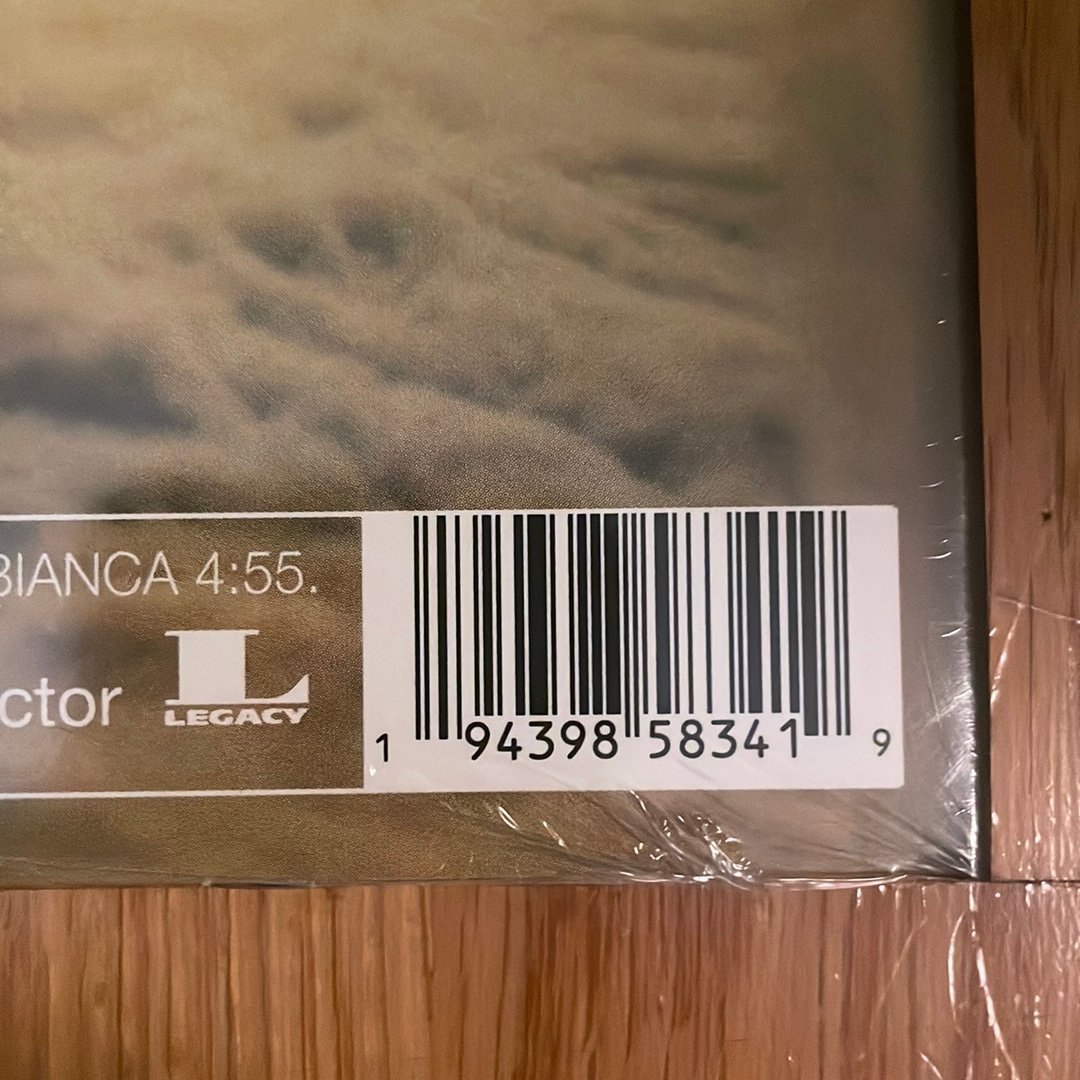 BIANCA 4:55.
ctor
L
LEGACY
1 94398 58341 9